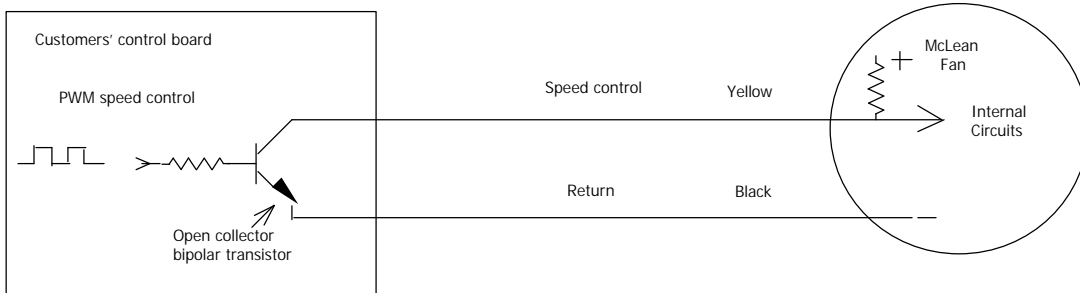 Customers' control board
PWM speed control
Open collector
bipolar transistor
Speed control
Yellow
Return
Black
McLean
Fan
Internal
Circuits